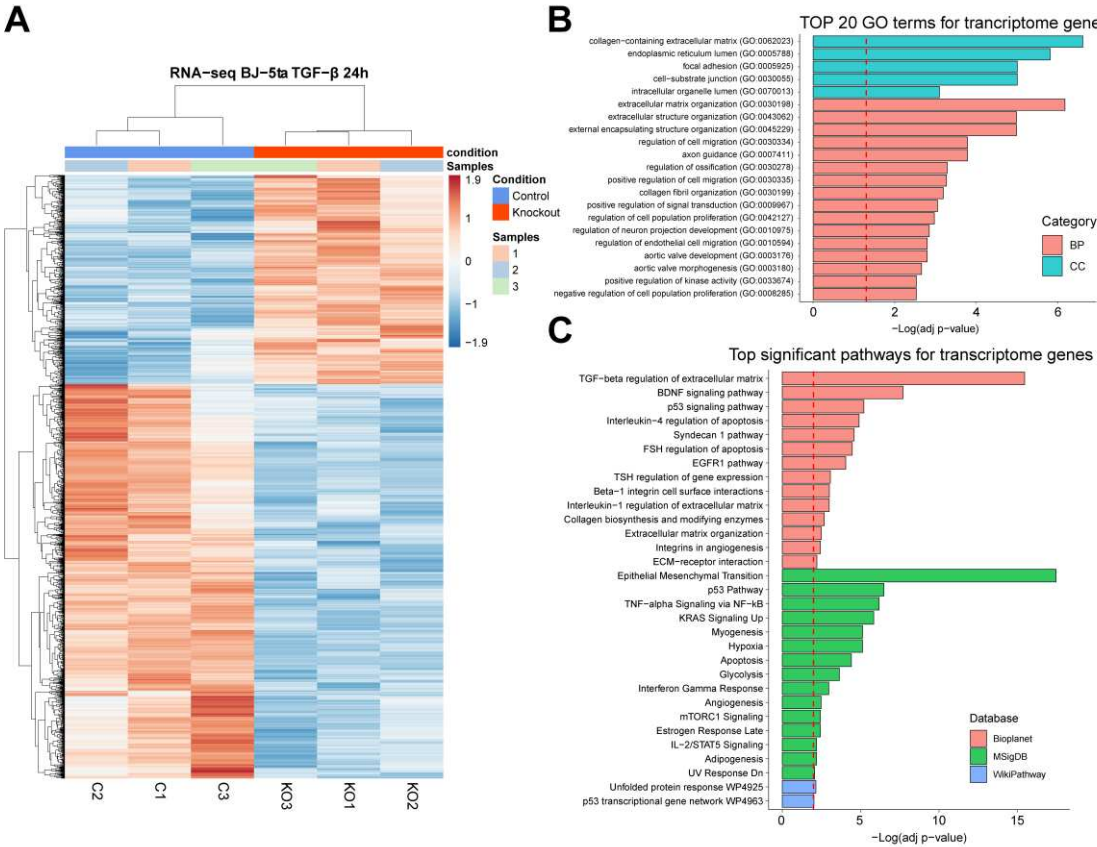 A
RNA-seq BJ-5ta TGF-β 24h
condition
Samples
1.9
1
0
−1
−1.9
Condition
Control
Knockout
Samples
1
2
3
C2
C1
C3
KO3
KO1
KO2
B
TOP 20 GO terms for trancriptome gene
collagen-containing extracellular matrix (GO:0062023)
endoplasmic reticulum lumen (GO:0005788)
focal adhesion (GO:0005925)
cell-substrate junction (GO:0030055)
intracellular organelle lumen (GO:0070013)
extracellular matrix organization (GO:0030198)
extracellular structure organization (GO:0043062)
external encapsulating structure organization (GO:0045229)
regulation of cell migration (GO:0030334)
axon guidance (GO:0007411)
regulation of ossification (GO:0030278)
positive regulation of cell migration (GO:0030335)
collagen fibril organization (GO:0030199)
positive regulation of signal transduction (GO:0009967)
regulation of cell population proliferation (GO:0042127)
regulation of neuron projection development (GO:0010975)
regulation of endothelial cell migration (GO:0010594)
aortic valve development (GO:0003176)
aortic valve morphogenesis (GO:0003180)
positive regulation of kinase activity (GO:0033674)
negative regulation of cell population proliferation (GO:0008285)
0 2 4 6
−Log(adj p-value)
Category
BP
CC
C
Top significant pathways for transcriptome genes
TGF-beta regulation of extracellular matrix
BDNF signaling pathway
p53 signaling pathway
Interleukin-4 regulation of apoptosis
Syndecan 1 pathway
FSH regulation of apoptosis
EGFR1 pathway
TSH regulation of gene expression
Beta-1 integrin cell surface interactions
Interleukin-1 regulation of extracellular matrix
Collagen biosynthesis and modifying enzymes
Extracellular matrix organization
Integrins in angiogenesis
ECM-receptor interaction
Epithelial Mesenchymal Transition
p53 Pathway
TNF-alpha Signaling via NF-kB
KRAS Signaling Up
Myogenesis
Hypoxia
Apoptosis
Glycolysis
Interferon Gamma Response
Angiogenesis
mTORC1 Signaling
Estrogen Response Late
IL-2/STAT5 Signaling
Adipogenesis
UV Response Dn
Unfolded protein response WP4925
p53 transcriptional gene network WP4963
0 5 10 15
−Log(adj p-value)
Database
Bioplanet
MSigDB
WikiPathway